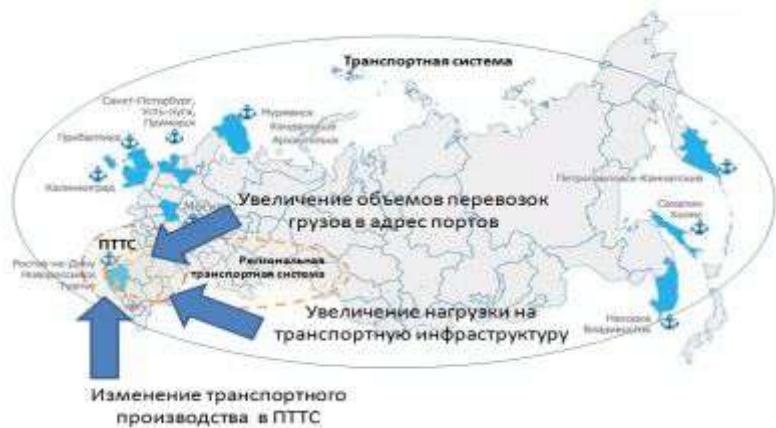 Транспортная система
Санкт-Петербург,
Усть-Луга,
Приморск
Мурманск
Кандалакша
Архангельск
Прибалтика
Калининград
Петропавловск-Камчатский
Увеличение объемов перевозок
грузов в адрес портов
Сахалин
Холмск
ПТТС
Ростов-на-Дону
Новороссийск
Региональная
транспортная система
Увеличение нагрузки на
транспортную инфраструктуру
Находка
Владивосток
Изменение транспортного
производства в ПТТС